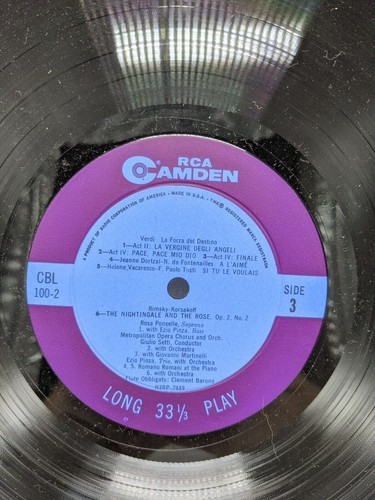 RCA
CAMDEN
A PRODUCT OF RADIO CORPORATION OF AMERICA • MADE IN U.S.A. • TMK(S) ® REGISTERED MARCA REGISTRADA
Verdi: La Forza del Destino
1—Act II: LA VERGINE DEGLI ANGELI
2—Act IV: PACE, PACE MIO DIO 3—Act IV: FINALE
4—Jeanne Dortzal-N. de Fontenailles A L'AIMÉ
5—Helene Vacaresco-F. Paolo Tosti SI TU LE VOULAIS
CBL
100-2
SIDE
3
Rimsky-Korsakoff
6—THE NIGHTINGALE AND THE ROSE, Op. 2, No. 2
Rosa Ponselle, Soprano
1. with Ezio Pinza, Bass
Metropolitan Opera Chorus and Orch.
Giulio Setti, Conductor
2. with Orchestra
3. with Giovanni Martinelli
Ezio Pinza, Trio, with Orchestra
4, 5. Romano Romani at the Piano
6. with Orchestra
Flute Obbligato: Clement Barone
LONG 33⅓ PLAY